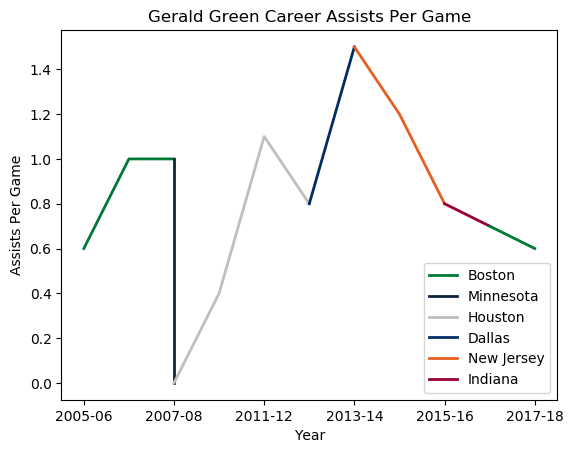 Gerald Green Career Assists Per Game
Assists Per Game
1.4
1.2
1.0
0.8
0.6
0.4
0.2
0.0
Boston
Minnesota
Houston
Dallas
New Jersey
Indiana
2005-06 2007-08 2011-12 2013-14 2015-16 2017-18
Year